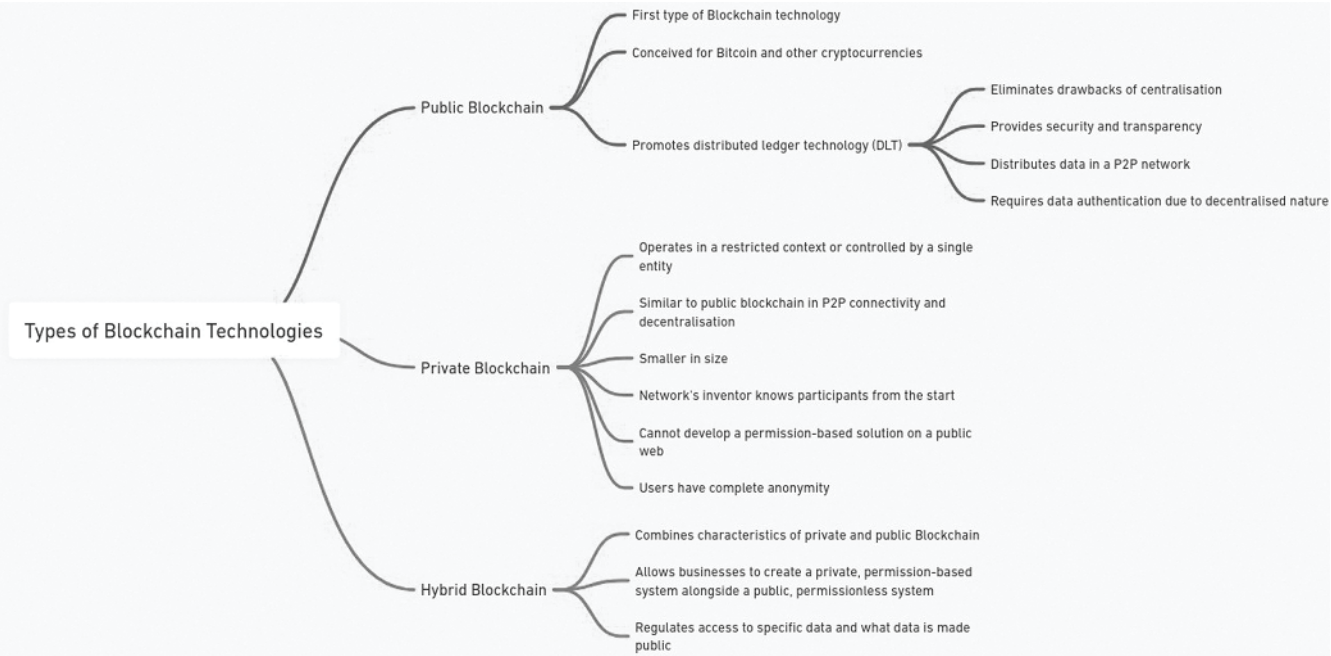 First type of Blockchain technology
Conceived for Bitcoin and other cryptocurrencies
Public Blockchain
Promotes distributed ledger technology (DLT)
Eliminates drawbacks of centralisation
Provides security and transparency
Distributes data in a P2P network
Requires data authentication due to decentralised nature
Types of Blockchain Technologies
Private Blockchain
Operates in a restricted context or controlled by a single
entity
Similar to public blockchain in P2P connectivity and
decentralisation
Smaller in size
Network's inventor knows participants from the start
Cannot develop a permission-based solution on a public
web
Users have complete anonymity
Hybrid Blockchain
Combines characteristics of private and public Blockchain
Allows businesses to create a private, permission-based
system alongside a public, permissionless system
Regulates access to specific data and what data is made
public